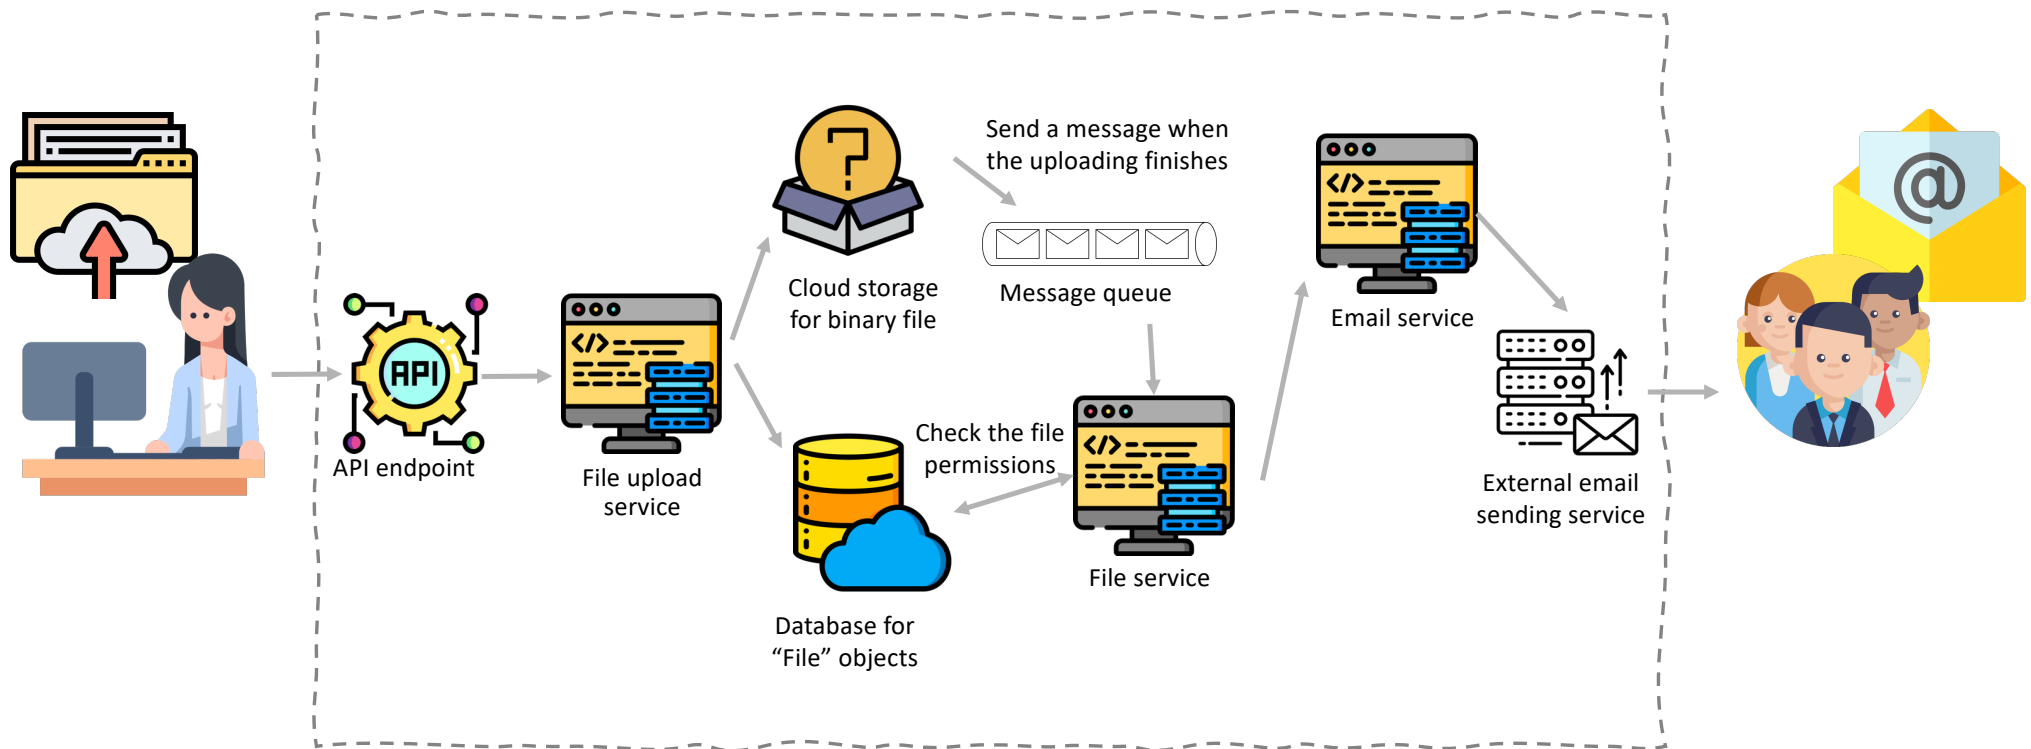 API
API endpoint
</>
File upload
service
Cloud storage
for binary file
Send a message when
the uploading finishes
Message queue
Database for
“File” objects
Check the file
permissions
</>
File service
</>
Email service
External email
sending service
@